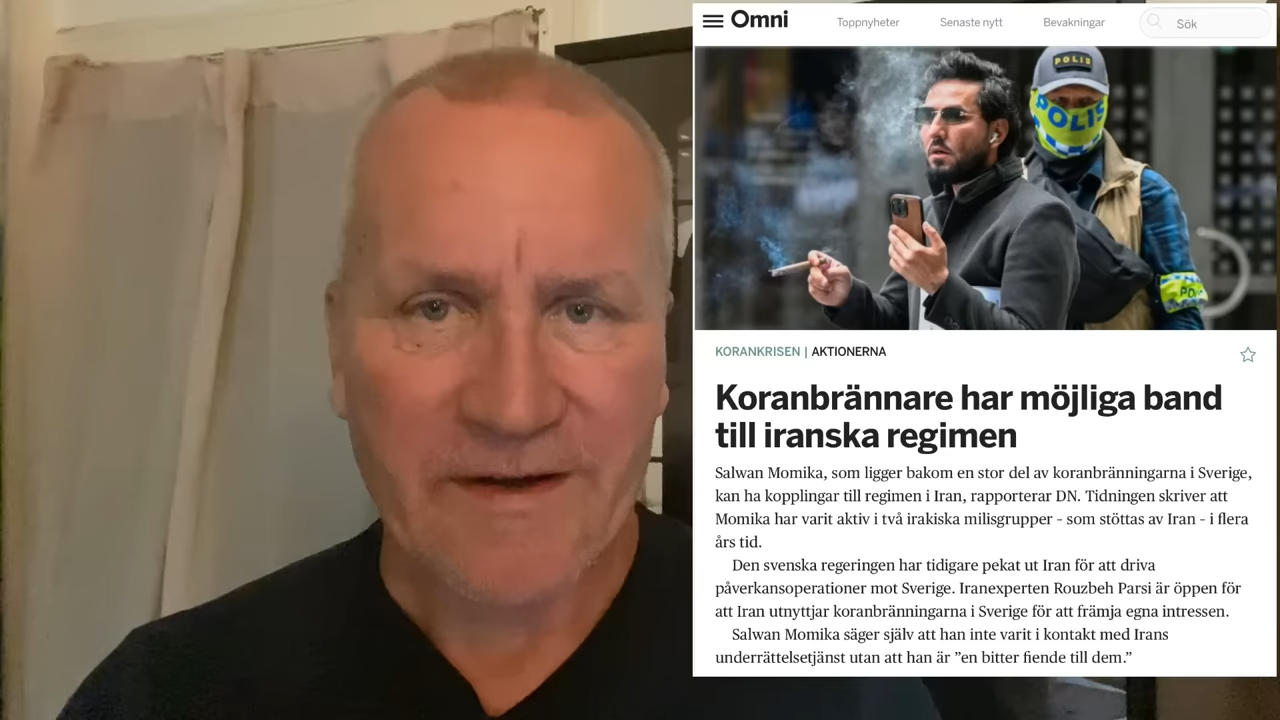 Omni
Toppnyheter
Senaste nytt
Bevakningar
Sök
POLIS
POLIS
KORANKRISEN | AKTIONERNA
Koranbrännare har möjliga band
till iranska regimen
Salwan Momika, som ligger bakom en stor del av koranbränningarna i Sverige,
kan ha kopplingar till regimen i Iran, rapporterar DN. Tidningen skriver att
Momika har varit aktiv i två irakiska milisgrupper – som stöttas av Iran – i flera
års tid.
Den svenska regeringen har tidigare pekat ut Iran för att driva
påverkansoperationer mot Sverige. Iranexperten Rouzbeh Parsi är öppen för
att Iran utnyttjar koranbränningarna i Sverige för att främja egna intressen.
Salwan Momika säger själv att han inte varit i kontakt med Irans
underrättelsetjänst utan att han är ”en bitter fiende till dem.”